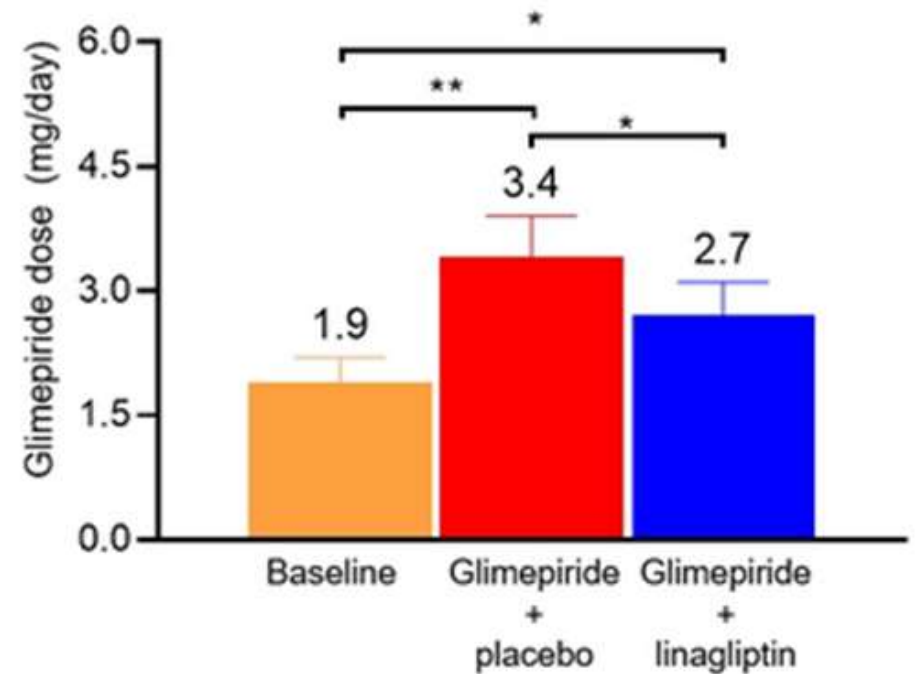 Glimepiride dose (mg/day)
6.0
4.5
3.0
1.5
0.0
*
**
*
1.9
3.4
2.7
Baseline
Glimepiride
+
placebo
Glimepiride
+
linagliptin